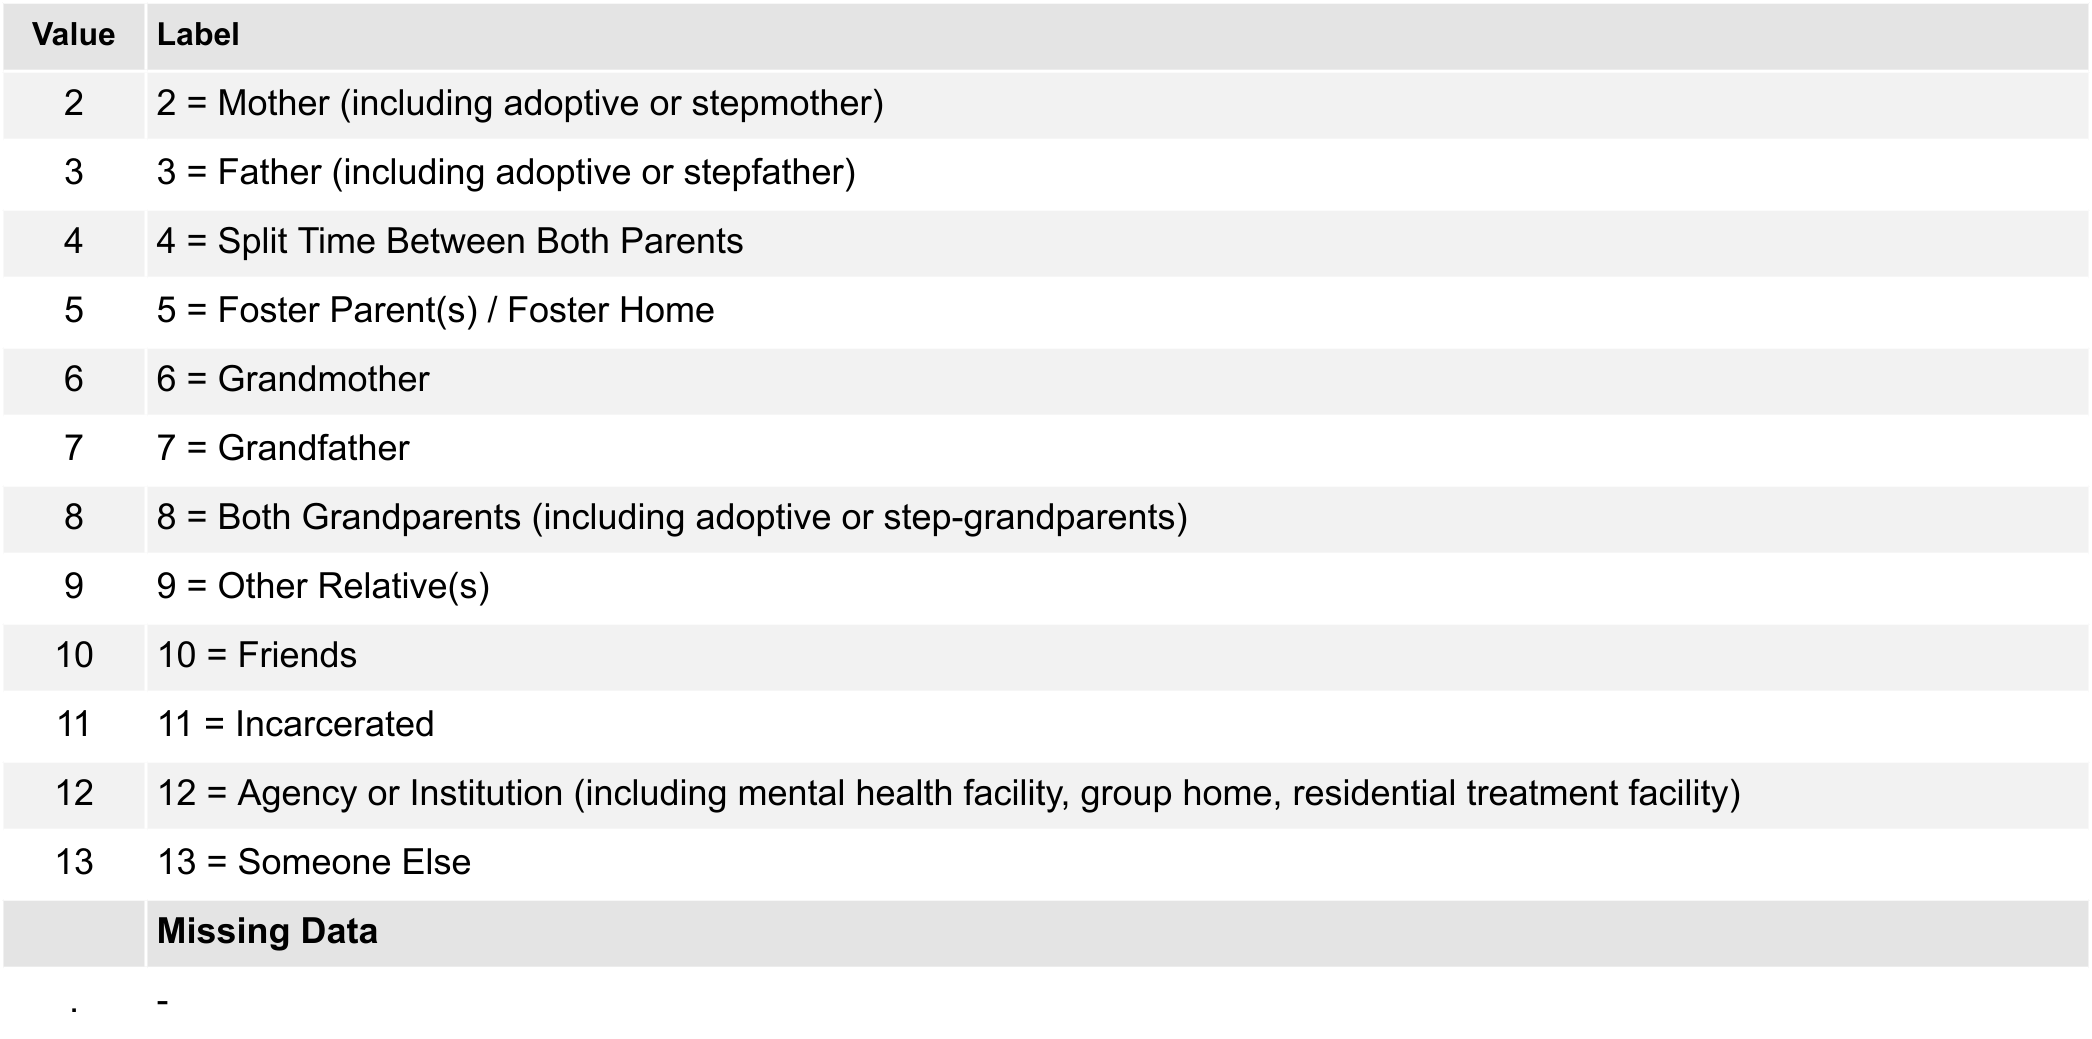 Value Label
2 2 = Mother (including adoptive or stepmother)
3 3 = Father (including adoptive or stepfather)
4 4 = Split Time Between Both Parents
5 5 = Foster Parent(s) / Foster Home
6 6 = Grandmother
7 7 = Grandfather
8 8 = Both Grandparents (including adoptive or step-grandparents)
9 9 = Other Relative(s)
10 10 = Friends
11 11 = Incarcerated
12 12 = Agency or Institution (including mental health facility, group home, residential treatment facility)
13 13 = Someone Else
Missing Data
. -